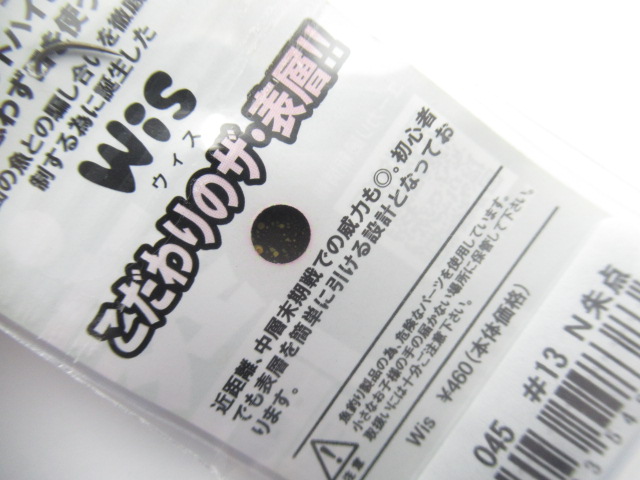 の魚との騙し合いを徹底
制する為に誕生した
Wis
ウィス
こだわりのザ・表層!!
近距離、中層末期戦での威力も◎。初心者
でも表層を簡単に引ける設計となってお
ります。
注意
魚釣り製品の為、危険なパーツを使用しています。
小さなお子様の手の届かない場所に保管して下さい。
取扱いには十分ご注意下さい。
Wis ¥460(本体価格)
045 #13 N朱点